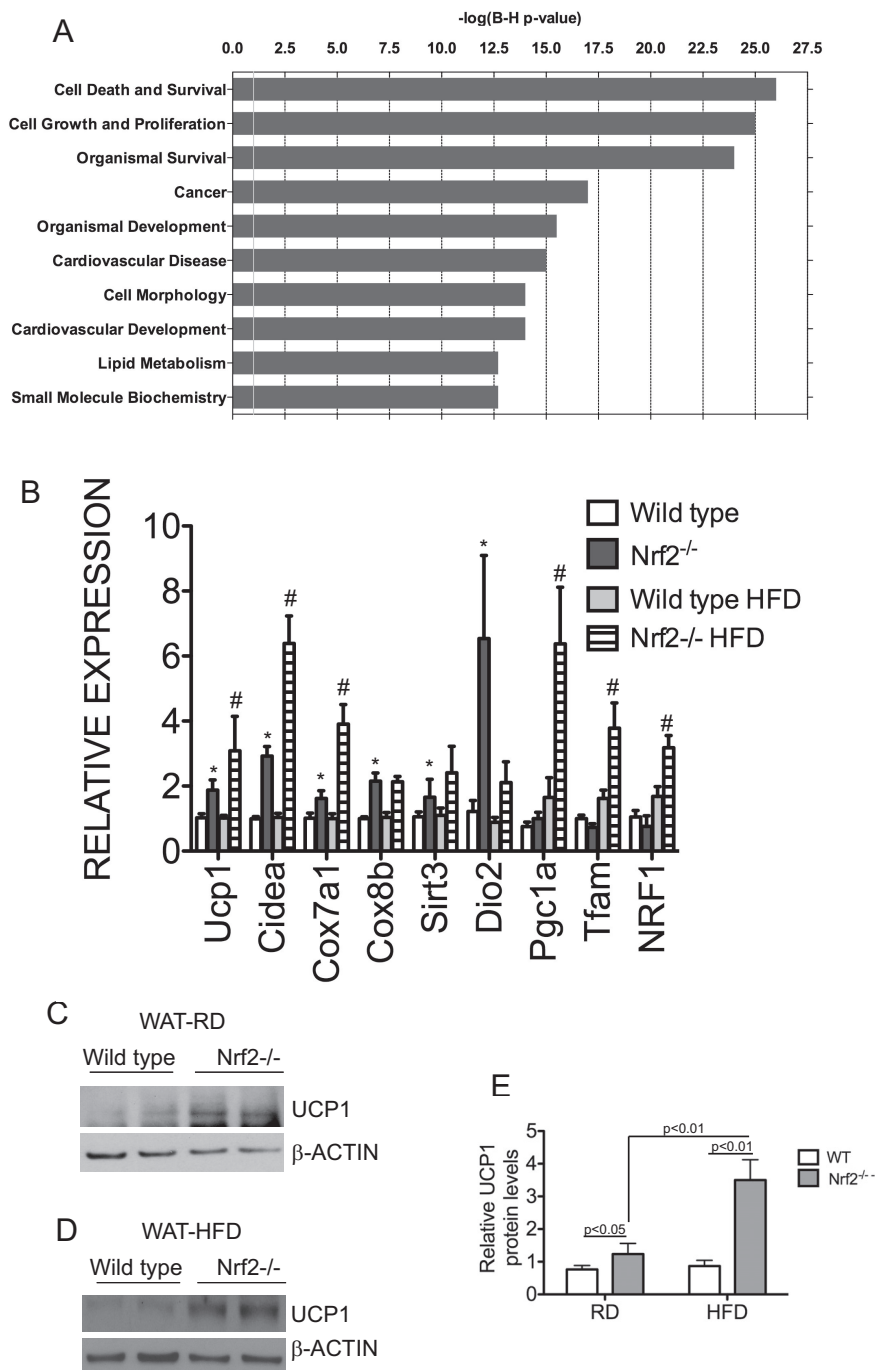 A
-log(B-H p-value)
0.0 2.5 5.0 7.5 10.0 12.5 15.0 17.5 20.0 22.5 25.0 27.5
Cell Death and Survival
Cell Growth and Proliferation
Organismal Survival
Cancer
Organismal Development
Cardiovascular Disease
Cell Morphology
Cardiovascular Development
Lipid Metabolism
Small Molecule Biochemistry
B
RELATIVE EXPRESSION
10
8
6
4
2
0
* # * # * # * * * # # #
Wild type
Nrf2-/-
Wild type HFD
Nrf2-/- HFD
Ucp1 Cidea Cox7a1 Cox8b Sirt3 Dio2 Pgc1a Tfam NRF1
C
WAT-RD
Wild type Nrf2-/-
UCP1
β-ACTIN
D
WAT-HFD
Wild type Nrf2-/-
UCP1
β-ACTIN
E
Relative UCP1
protein levels
5
4
3
2
1
0
p<0.01
p<0.01
p<0.05
RD HFD
WT
Nrf2-/--